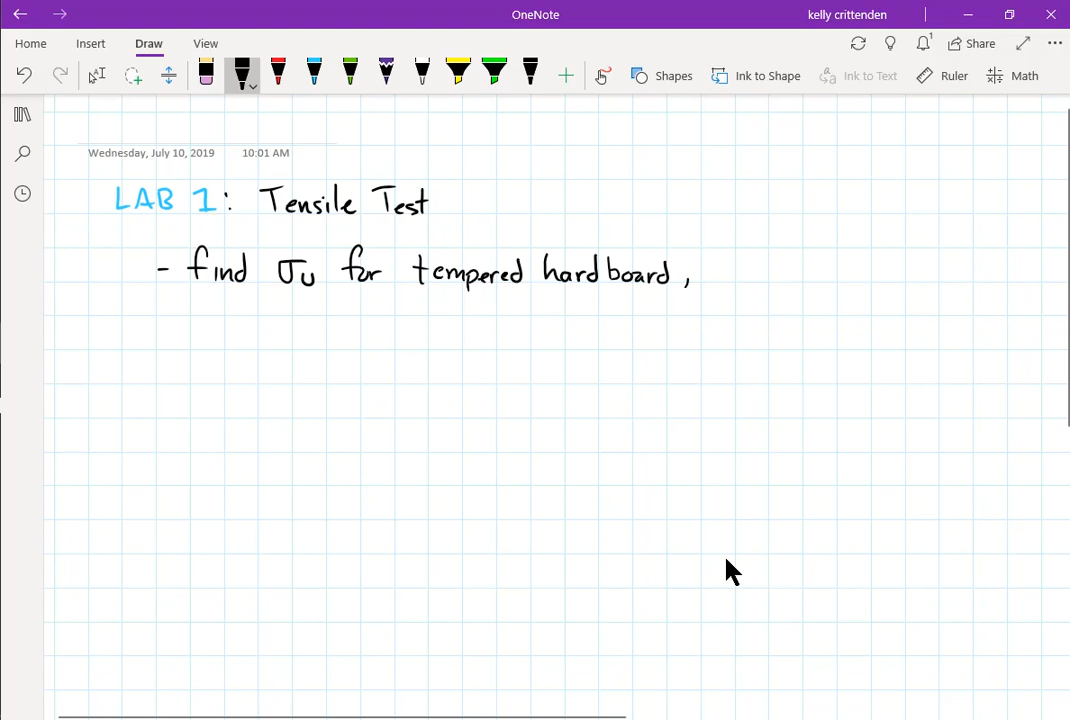 OneNote
kelly crittenden
Home
Insert
Draw
View
1
Share
Shapes
Ink to Shape
Ink to Text
Ruler
Math
Wednesday, July 10, 2019
10:01 AM
LAB 1: Tensile Test
- find σu for tempered hardboard,